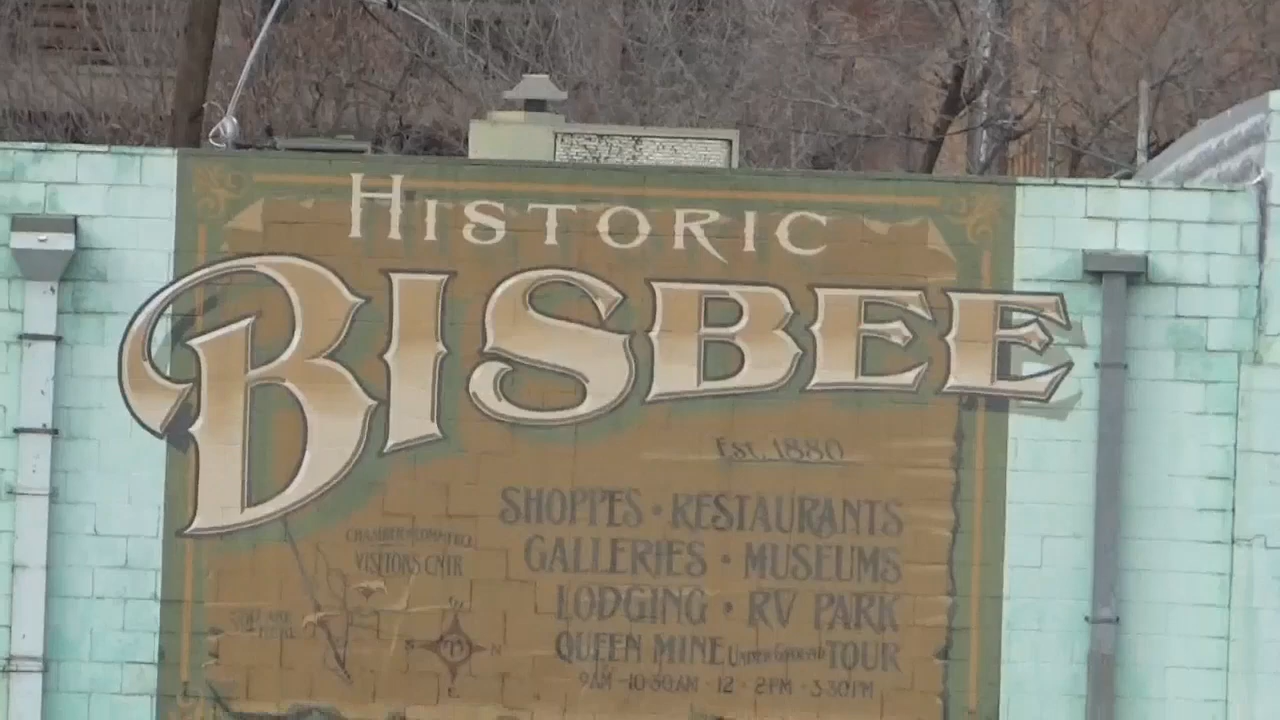 HISTORIC
BISBEE
Est. 1880
SHOPPES • RESTAURANTS
GALLERIES • MUSEUMS
LODGING • RV PARK
QUEEN MINE UNDERGROUND TOUR
9AM - 10:30AM - 12 - 2PM - 3:30PM
CHAMBER OF COMMERCE
VISITORS CNTR
N
E